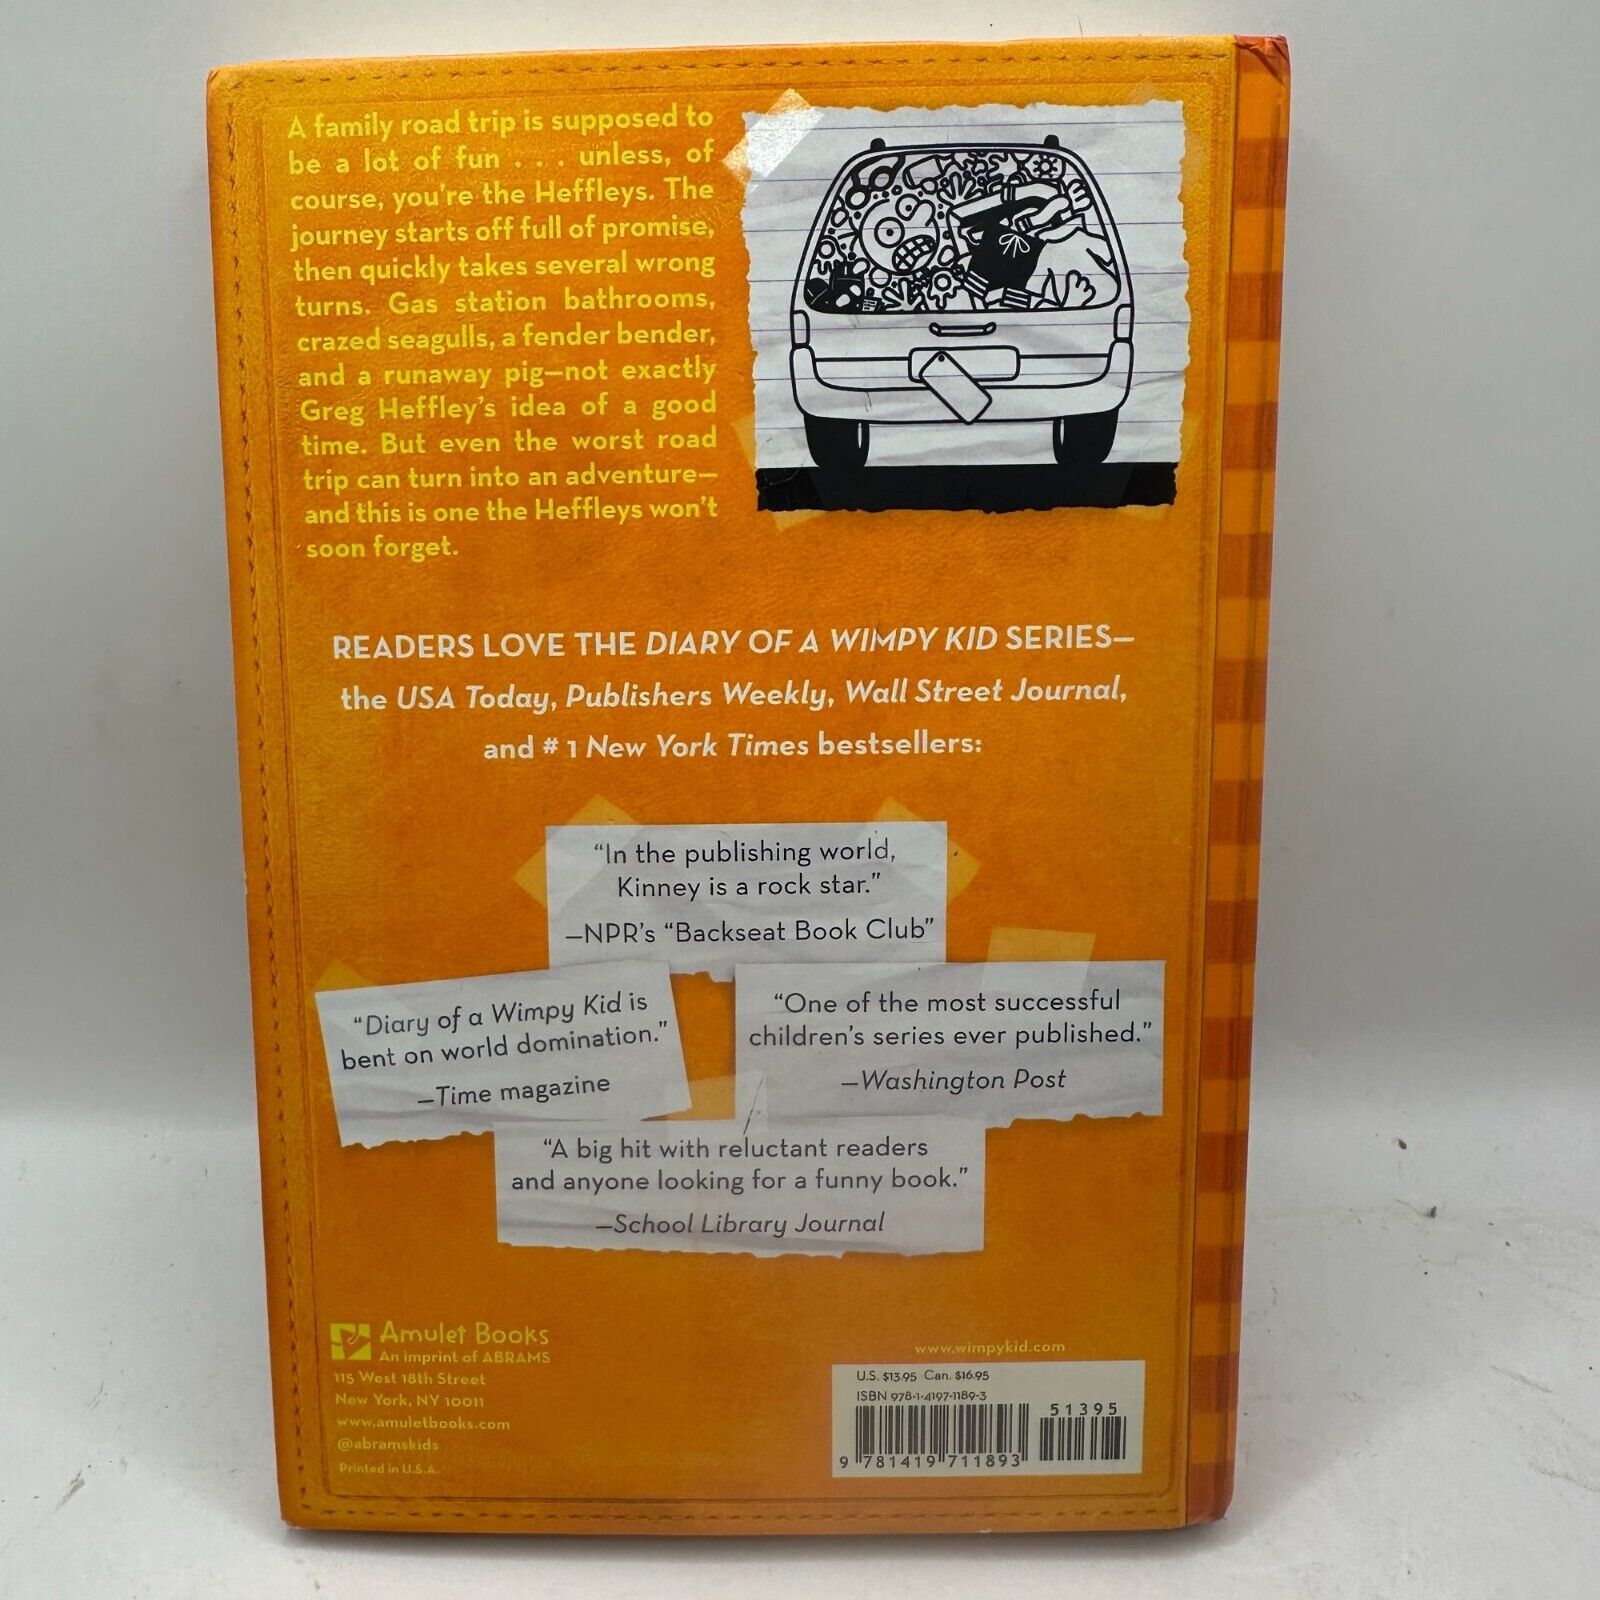 A family road trip is supposed to
be a lot of fun . . . unless, of
course, you're the Heffleys. The
journey starts off full of promise,
then quickly takes several wrong
turns. Gas station bathrooms,
crazed seagulls, a fender bender,
and a runaway pig—not exactly
Greg Heffley's idea of a good
time. But even the worst road
trip can turn into an adventure—
and this is one the Heffleys won't
soon forget.
READERS LOVE THE DIARY OF A WIMPY KID SERIES—
the USA Today, Publishers Weekly, Wall Street Journal,
and #1 New York Times bestsellers:
“In the publishing world,
Kinney is a rock star.”
—NPR's “Backseat Book Club”
“Diary of a Wimpy Kid is
bent on world domination.”
—Time magazine
“One of the most successful
children's series ever published.”
—Washington Post
“A big hit with reluctant readers
and anyone looking for a funny book.”
—School Library Journal
Amulet Books
An imprint of ABRAMS
115 West 18th Street
New York, NY 10011
www.amuletbooks.com
@abramskids
Printed in U.S.A.
www.wimpykid.com
U.S. $13.95 Can. $16.95
ISBN 978-1-4197-1189-3
51395
9 781419 711893